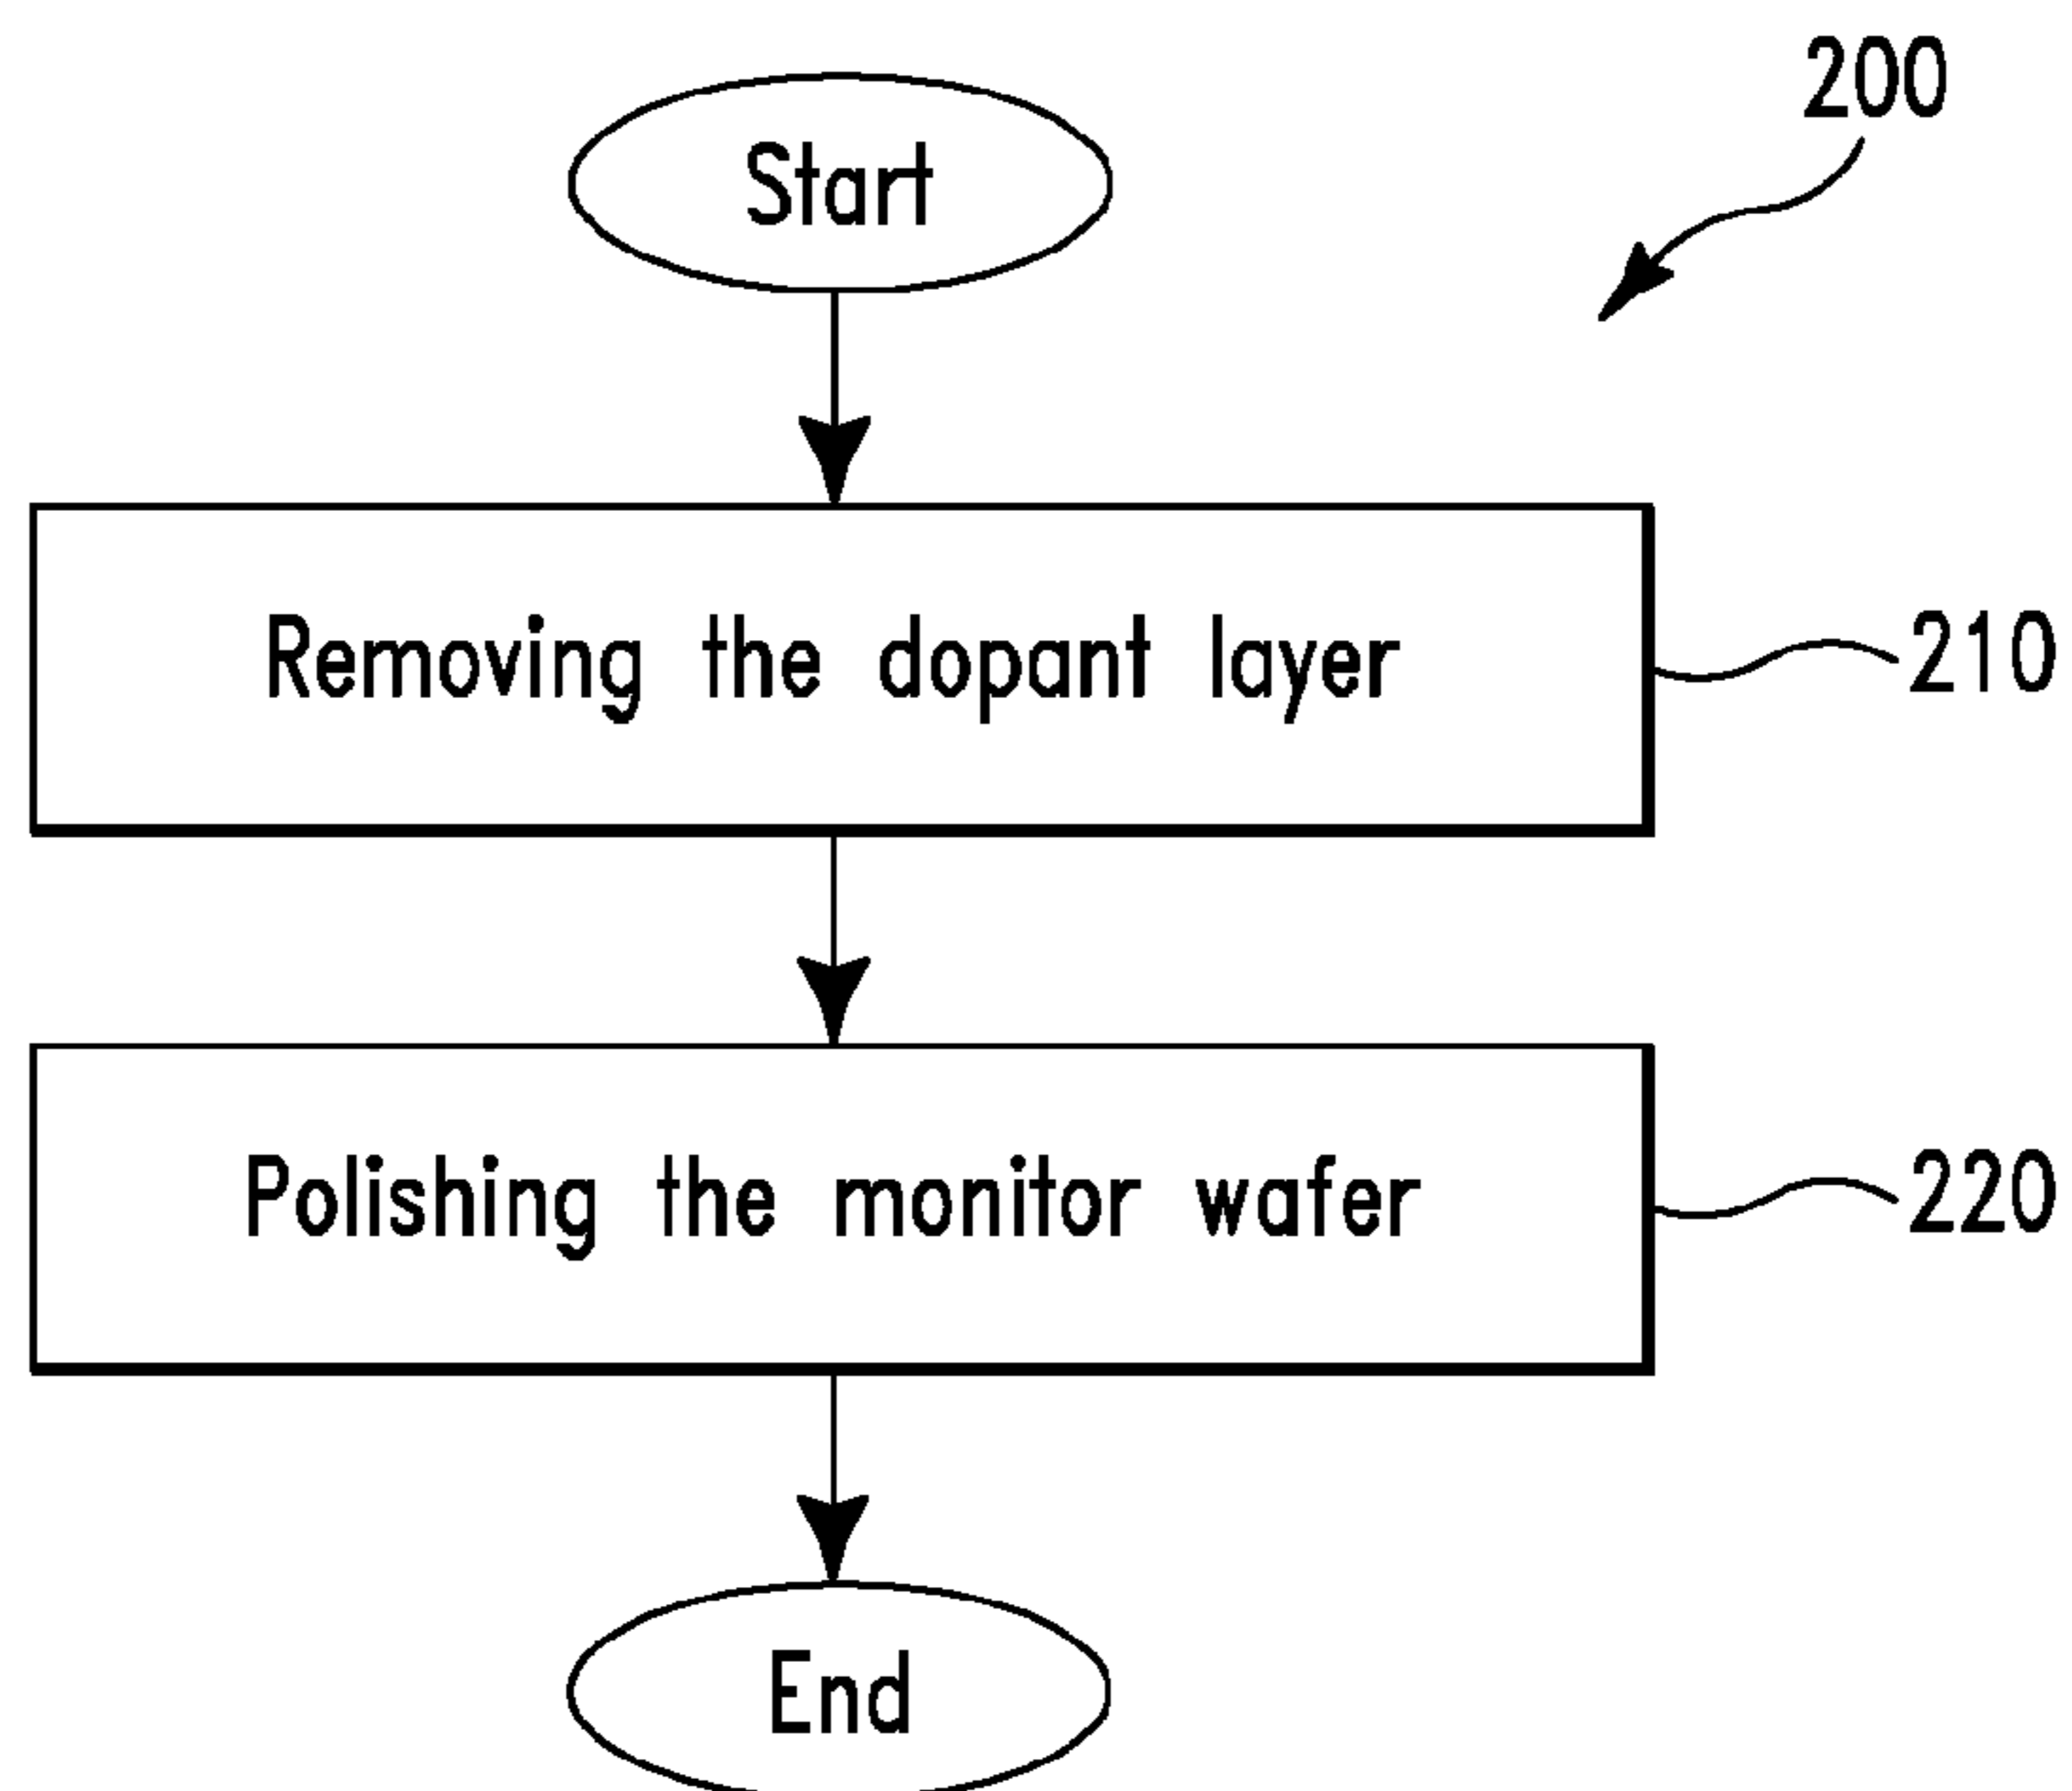 200
Start
Removing the dopant layer
210
Polishing the monitor wafer
220
End